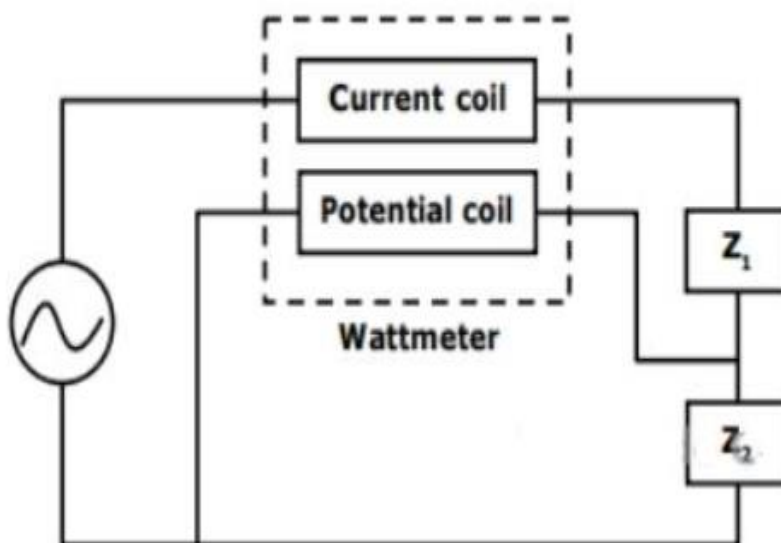 Current coil
Potential coil
Wattmeter
Z₁
Z₂